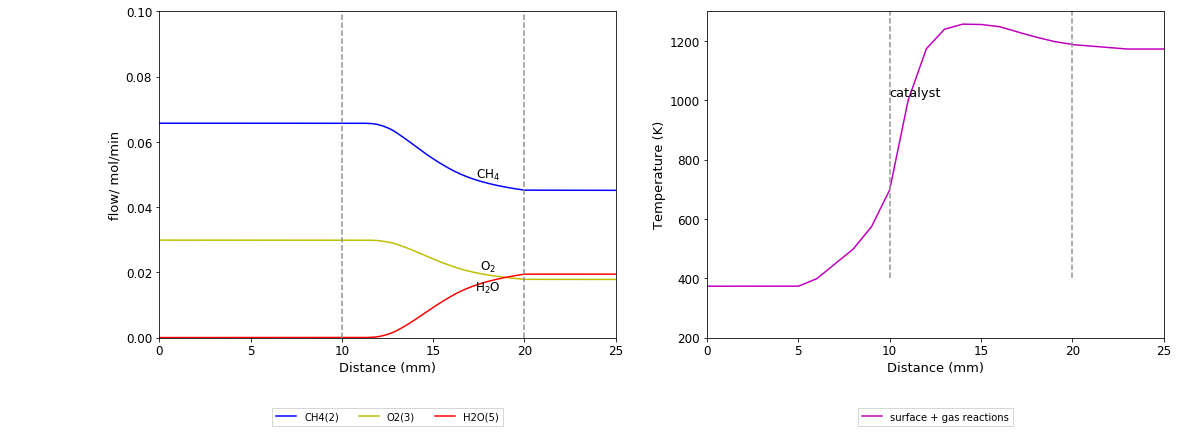 0.10
0.08
0.06
0.04
0.02
0.00
flow/ mol/min
CH₄
O₂
H₂O
0 5 10 15 20 25
Distance (mm)
CH4(2) O2(3) H2O(5)
1200
1000
800
600
400
200
Temperature (K)
catalyst
0 5 10 15 20 25
Distance (mm)
surface + gas reactions